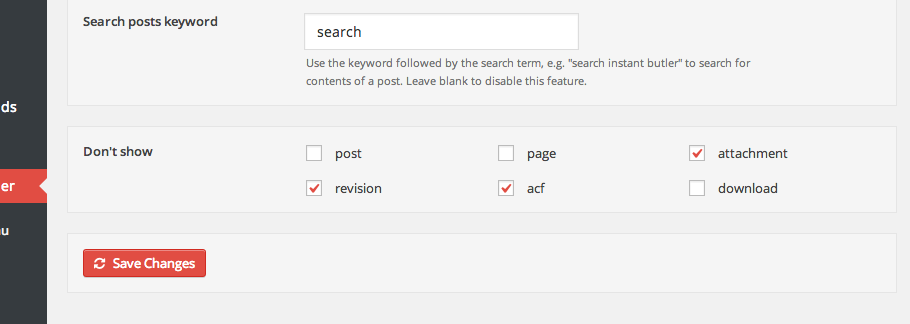 Search posts keyword
search
Use the keyword followed by the search term, e.g. "search instant butler" to search for
contents of a post. Leave blank to disable this feature.
ds
Don't show
post
page
attachment
er
revision
acf
download
u
Save Changes